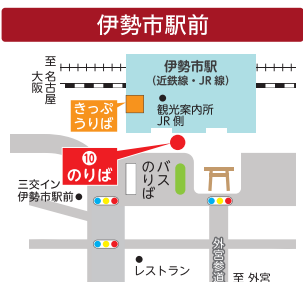 伊勢市駅前
至 名古屋
大阪
伊勢市駅
（近鉄線・JR線）
きっぷ
うりば
観光案内所
JR側
⑩
のりば
バス
のりば
三交イン
伊勢市駅前
レストラン
外宮参道
至 外宮